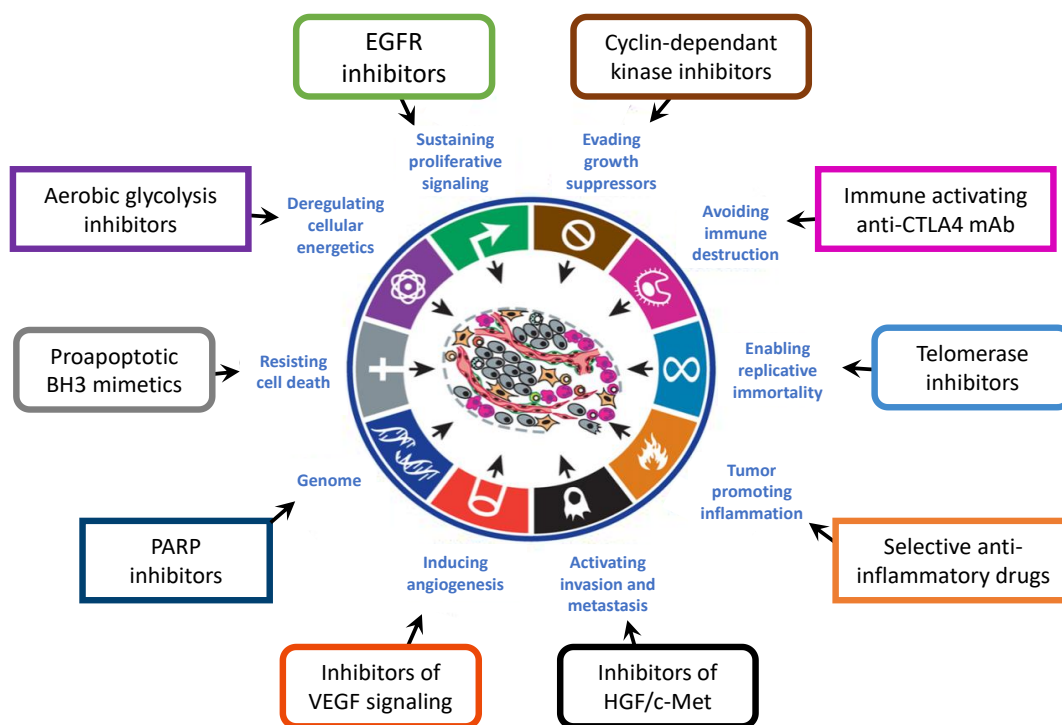 EGFR
inhibitors
Cyclin-dependant
kinase inhibitors
Sustaining
proliferative
signaling
Evading
growth
suppressors
Aerobic glycolysis
inhibitors
Deregulating
cellular
energetics
Avoiding
immune
destruction
Immune activating
anti-CTLA4 mAb
Proapoptotic
BH3 mimetics
Resisting
cell death
Enabling
replicative
immortality
Telomerase
inhibitors
Genome
Tumor
promoting
inflammation
PARP
inhibitors
Selective anti-
inflammatory drugs
Inducing
angiogenesis
Activating
invasion and
metastasis
Inhibitors of
VEGF signaling
Inhibitors of
HGF/c-Met